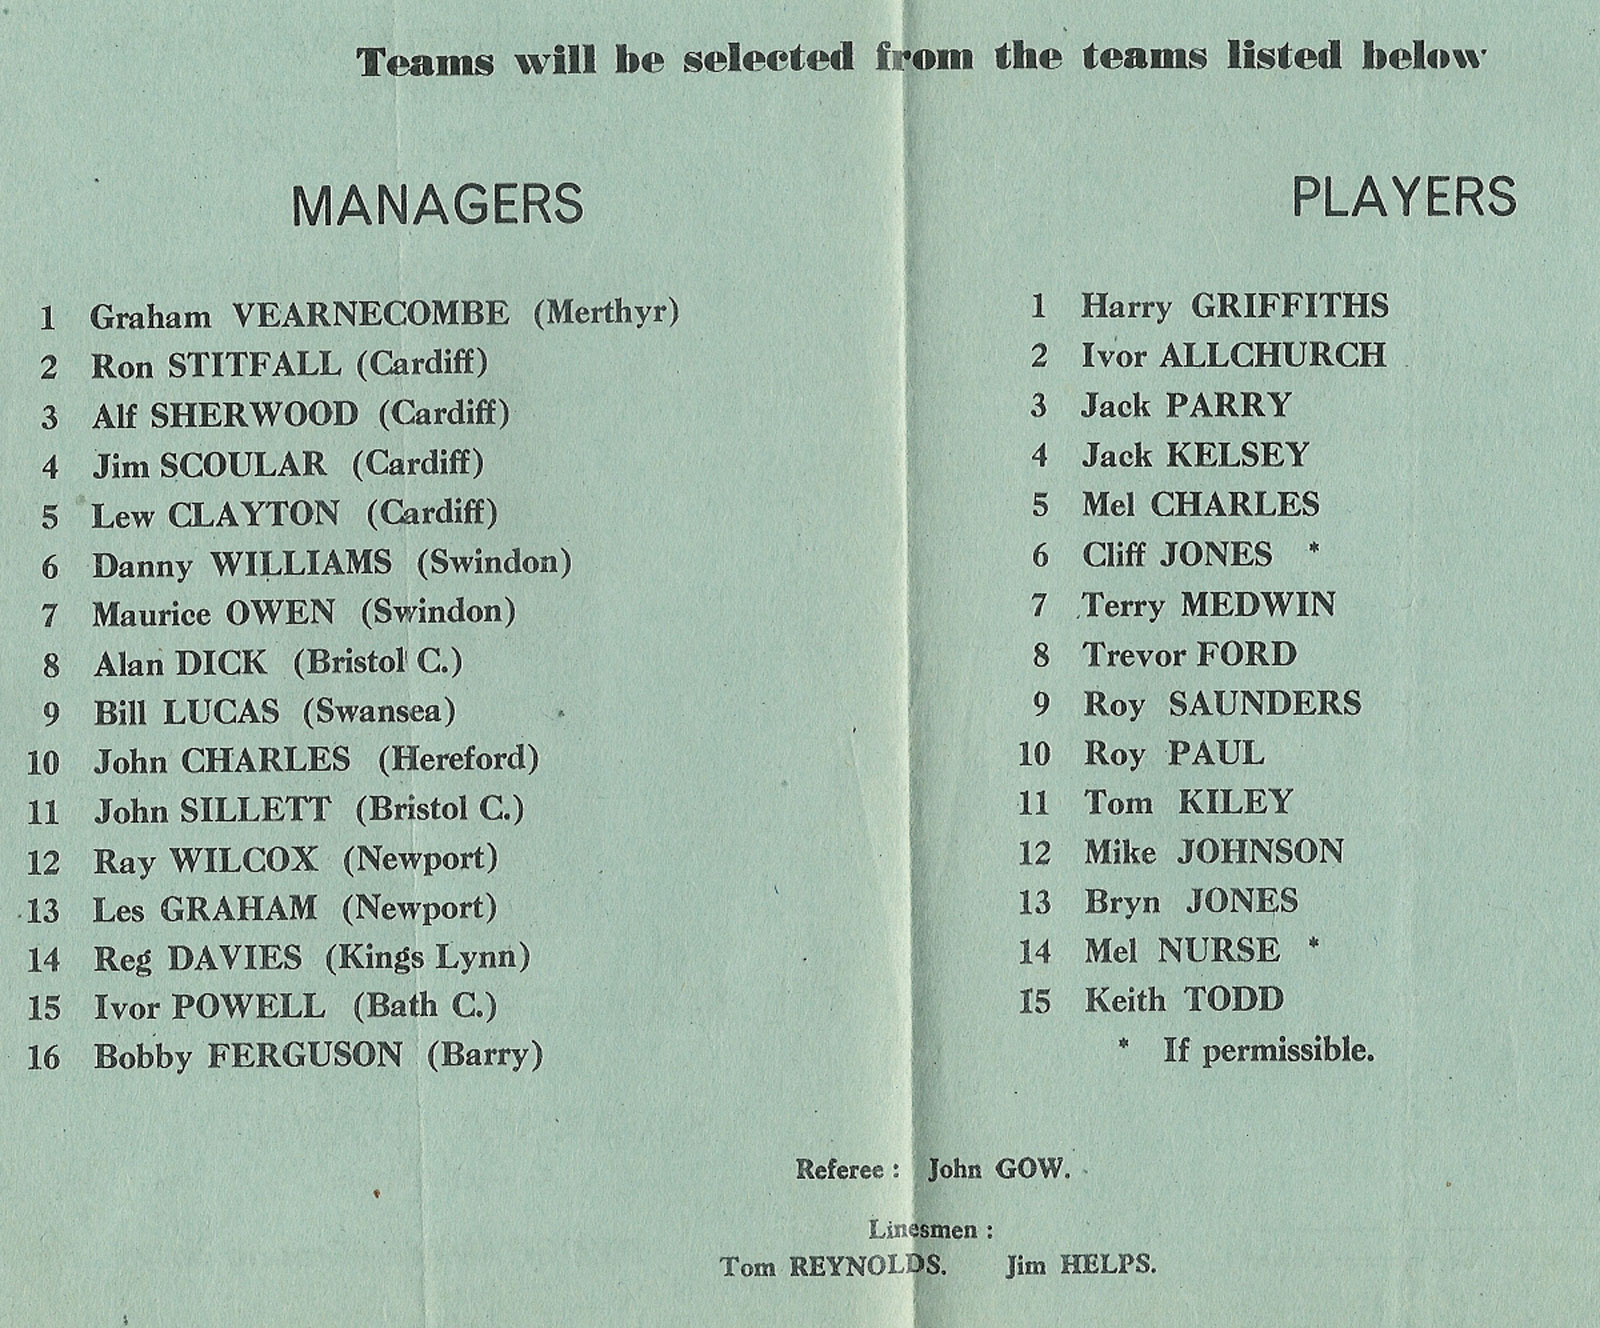 Teams will be selected from the teams listed below
MANAGERS
1 Graham VEARNECOMBE (Merthyr)
2 Ron STITFALL (Cardiff)
3 Alf SHERWOOD (Cardiff)
4 Jim SCOULAR (Cardiff)
5 Lew CLAYTON (Cardiff)
6 Danny WILLIAMS (Swindon)
7 Maurice OWEN (Swindon)
8 Alan DICK (Bristol C.)
9 Bill LUCAS (Swansea)
10 John CHARLES (Hereford)
11 John SILLETT (Bristol C.)
12 Ray WILCOX (Newport)
13 Les GRAHAM (Newport)
14 Reg DAVIES (Kings Lynn)
15 Ivor POWELL (Bath C.)
16 Bobby FERGUSON (Barry)
PLAYERS
1 Harry GRIFFITHS
2 Ivor ALLCHURCH
3 Jack PARRY
4 Jack KELSEY
5 Mel CHARLES
6 Cliff JONES *
7 Terry MEDWIN
8 Trevor FORD
9 Roy SAUNDERS
10 Roy PAUL
11 Tom KILEY
12 Mike JOHNSON
13 Bryn JONES
14 Mel NURSE *
15 Keith TODD
* If permissible.
Referee : John GOW.
Linesmen :
Tom REYNOLDS. Jim HELPS.